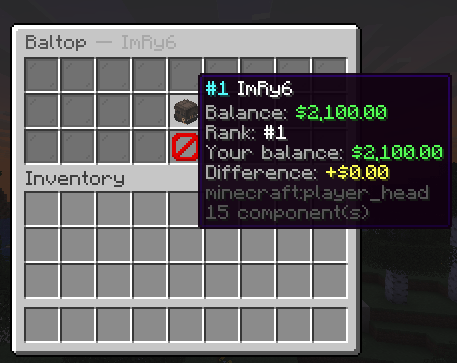 Baltop — ImRy6
#1 ImRy6
Balance: $2,100.00
Rank: #1
Your balance: $2,100.00
Difference: +$0.00
minecraft:player_head
15 component(s)
Inventory